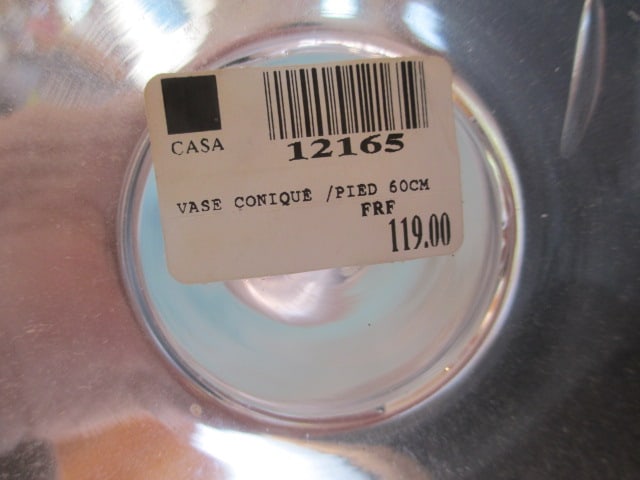 CASA
12165
VASE CONIQUE /PIED 60CM
FRF
119.00